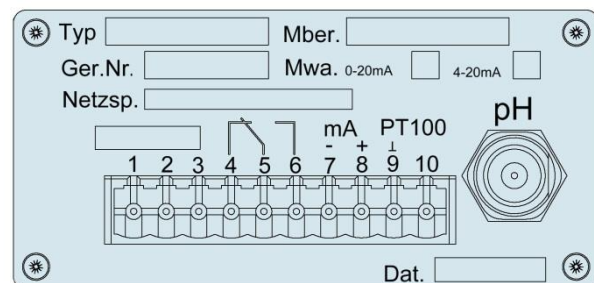 Typ Mber.
Ger.Nr. Mwa. 0-20mA 4-20mA
Netzsp.
pH
mA PT100
- + ⊥
1 2 3 4 5 6 7 8 9 10
Dat.